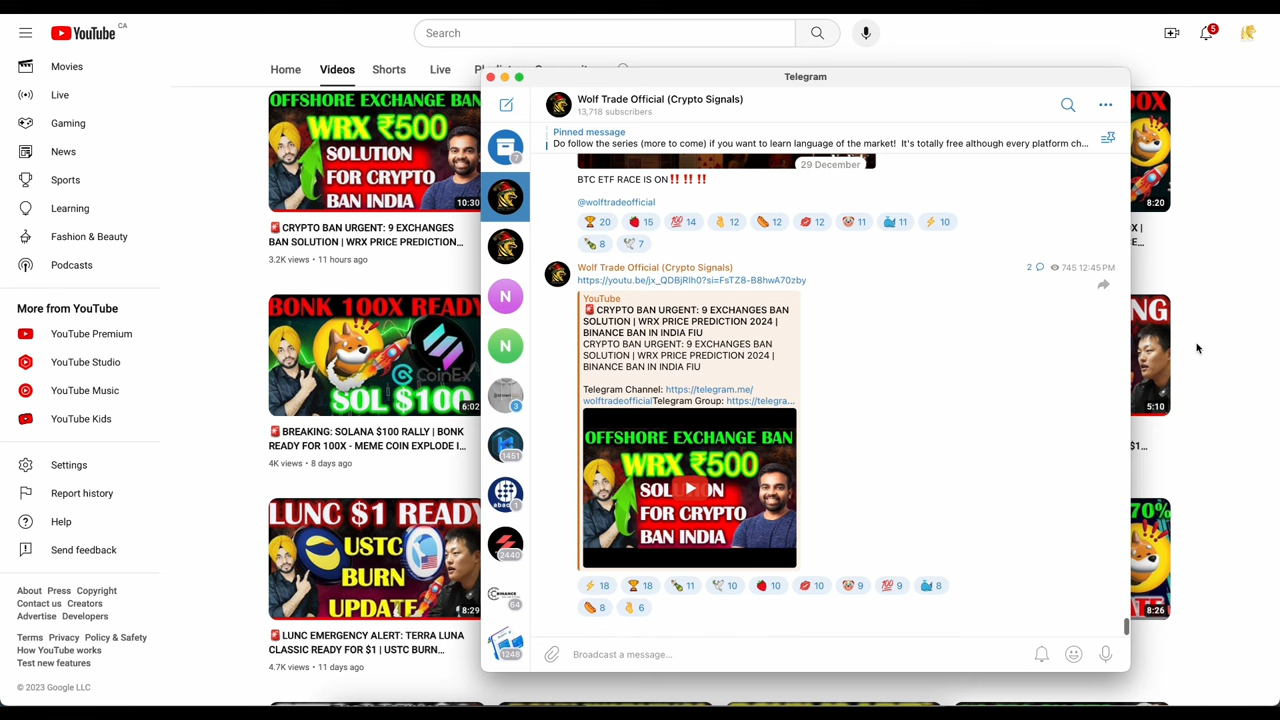 YouTube
CA
Search
5
Movies
Live
Gaming
News
Sports
Learning
Fashion & Beauty
Podcasts
More from YouTube
YouTube Premium
YouTube Studio
YouTube Music
YouTube Kids
Settings
Report history
Help
Send feedback
About Press Copyright
Contact us Creators
Advertise Developers
Terms Privacy Policy & Safety
How YouTube works
Test new features
© 2023 Google LLC
Home Videos Shorts Live
OFFSHORE EXCHANGE BAN
WRX ₹500
SOLUTION
FOR CRYPTO
BAN INDIA
10:30
🚨CRYPTO BAN URGENT: 9 EXCHANGES
BAN SOLUTION | WRX PRICE PREDICTION…
3.2K views • 11 hours ago
BONK 100X READY
CoinEx
SOL $100
6:02
🚨BREAKING: SOLANA $100 RALLY | BONK
READY FOR 100X - MEME COIN EXPLODE I…
4K views • 8 days ago
LUNC $1 READY
USTC
BURN
UPDATE
8:29
🚨LUNC EMERGENCY ALERT: TERRA LUNA
CLASSIC READY FOR $1 | USTC BURN…
4.7K views • 11 days ago
Telegram
Wolf Trade Official (Crypto Signals)
13,718 subscribers
Pinned message
Do follow the series (more to come) if you want to learn language of the market! It's totally free although every platform ch...
29 December
BTC ETF RACE IS ON‼️ ‼️ ‼️
@wolftradeofficial
🏆 20 🍓 15 💯 14 🤞 12 🌭 12 💋 12 🤡 11 🐳 11 ⚡ 10
🍾 8 💘 7
Wolf Trade Official (Crypto Signals)
2 745 12:45 PM
https://youtu.be/jx_QDBjRlh0?si=FsTZ8-B8hwA70zby
YouTube
🚨 CRYPTO BAN URGENT: 9 EXCHANGES BAN
SOLUTION | WRX PRICE PREDICTION 2024 |
BINANCE BAN IN INDIA FIU
CRYPTO BAN URGENT: 9 EXCHANGES BAN
SOLUTION | WRX PRICE PREDICTION 2024 |
BINANCE BAN IN INDIA FIU
Telegram Channel: https://telegram.me/
wolftradeofficialTelegram Group: https://telegra...
OFFSHORE EXCHANGE BAN
WRX ₹500
SOLUTION
FOR CRYPTO
BAN INDIA
⚡ 18 🏆 18 🍾 11 💘 10 🍓 10 💋 10 🤡 9 💯 9 🐳 8
🌭 8 🤞 6
Broadcast a message...
7
N
N
3
1451
1
2440
64
1248
00X
8:20
X |
E…
NG
5:10
$1…
70%
8:26